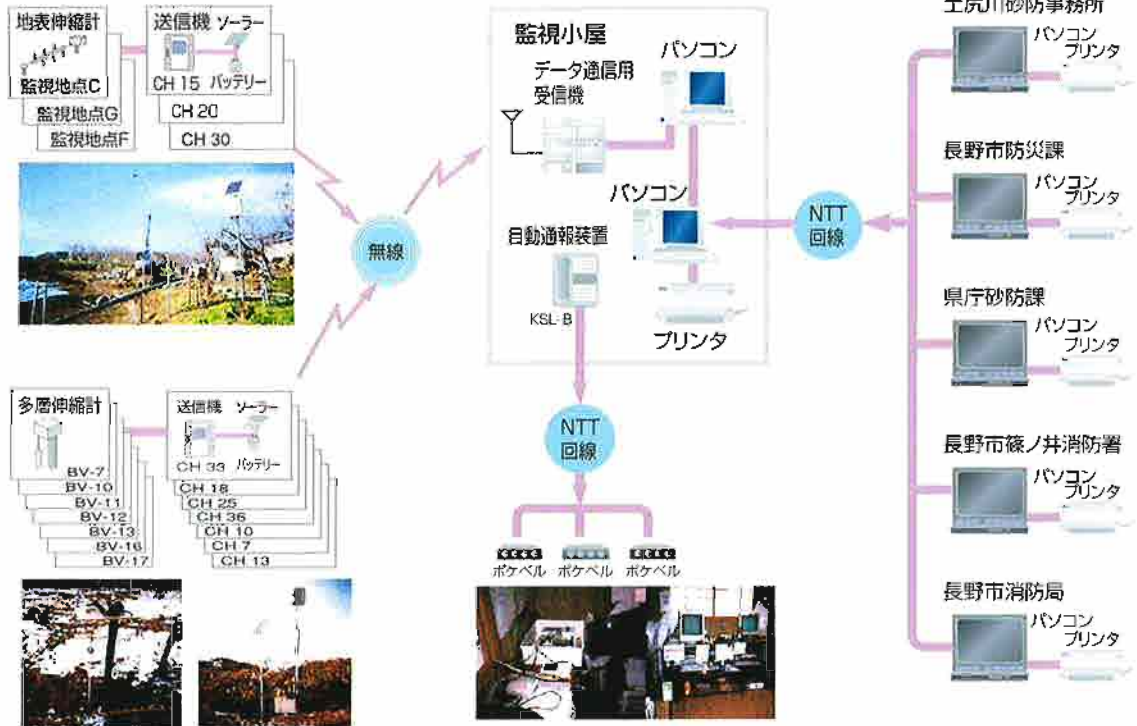 地表伸縮計
監視地点C
監視地点G
監視地点F
送信機 ソーラー
CH 15 バッテリー
CH 20
CH 30
無線
多層伸縮計
BV-7
BV-10
BV-11
BV-12
BV-13
BV-16
BV-17
送信機 ソーラー
CH 33 バッテリー
CH 18
CH 25
CH 36
CH 10
CH 7
CH 13
監視小屋
データ通信用
受信機
パソコン
パソコン
自動通報装置
KSL-B
プリンタ
NTT
回線
ポケベル ポケベル ポケベル
NTT
回線
土尻川砂防事務所
パソコン
プリンタ
長野市防災課
パソコン
プリンタ
県庁砂防課
パソコン
プリンタ
長野市篠ノ井消防署
パソコン
プリンタ
長野市消防局
パソコン
プリンタ